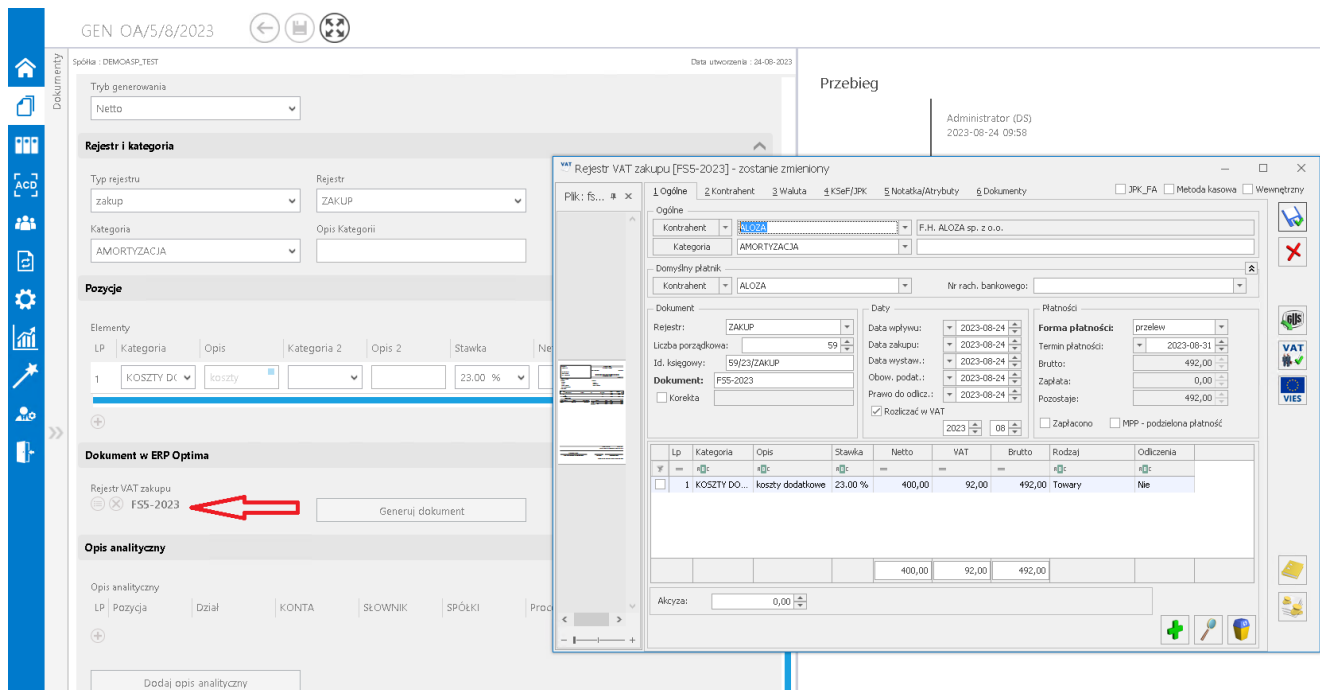 GEN OA/5/8/2023
Dokumenty
Spółka : DEMOASP_TEST
Data utworzenia : 24-08-2023
Tryb generowania
Netto
Rejestr i kategoria
Typ rejestru
Rejestr
zakup
ZAKUP
Kategoria
Opis Kategorii
AMORTYZACJA
Pozycje
Elementy
LP Kategoria Opis Kategoria 2 Opis 2 Stawka Ne
1 KOSZTY DO koszty 23.00 %
Dokument w ERP Optima
Rejestr VAT zakupu
FS5-2023
Generuj dokument
Opis analityczny
Opis analityczny
LP Pozycja Dział KONTA SŁOWNIK SPÓŁKI Proc
Dodaj opis analityczny
ACD
Przebieg
Administrator (DS)
2023-08-24 09:58
VAT Rejestr VAT zakupu [FS5-2023] - zostanie zmieniony
Plik: fs...
1 Ogólne 2 Kontrahent 3 Waluta 4 KSeF/JPK 5 Notatka/Atrybuty 6 Dokumenty
JPK_FA Metoda kasowa Wewnętrzny
Ogólne
Kontrahent ALOZA F.H. ALOZA sp. z o.o.
Kategoria AMORTYZACJA
Domyślny płatnik
Kontrahent ALOZA Nr rach. bankowego:
Dokument
Rejestr: ZAKUP
Liczba porządkowa: 59
Id. księgowy: 59/23/ZAKUP
Dokument: FS5-2023
Korekta
Daty
Data wpływu: 2023-08-24
Data zakupu: 2023-08-24
Data wystaw.: 2023-08-24
Obow. podat.: 2023-08-24
Prawo do odlicz.: 2023-08-24
Rozliczać w VAT
2023 08
Płatności
Forma płatności: przelew
Termin płatności: 2023-08-31
Brutto: 492,00
Zapłata: 0,00
Pozostaje: 492,00
Zapłacono MPP - podzielona płatność
Lp Kategoria Opis Stawka Netto VAT Brutto Rodzaj Odliczenia
1 KOSZTY DO... koszty dodatkowe 23.00 % 400,00 92,00 492,00 Towary Nie
400,00 92,00 492,00
Akcyza: 0,00
GUS
VAT
VIES